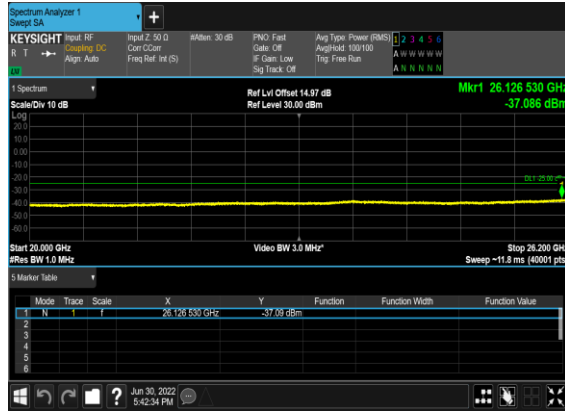 Spectrum Analyzer 1
Swept SA
+
KEYSIGHT Input: RF Input Z: 50 Ω #Atten: 30 dB PNO: Fast Avg Type: Power (RMS) 1 2 3 4 5 6
R T Coupling: DC Corr CCorr Gate: Off Avg|Hold: 100/100 A W W W W W
Align: Auto Freq Ref: Int (S) IF Gain: Low Trig: Free Run
Sig Track: Off A N N N N N
1 Spectrum Ref Lvl Offset 14.97 dB Mkr1 26.126 530 GHz
Scale/Div 10 dB Ref Level 30.00 dBm -37.086 dBm
Log
20.0
10.0
0.00
-10.0
-20.0
DL1 -25.00
-30.0
-40.0
-50.0
-60.0
Start 20.000 GHz Video BW 3.0 MHz* Stop 26.200 GHz
#Res BW 1.0 MHz Sweep ~11.8 ms (40001 pts)
5 Marker Table
Mode Trace Scale X Y Function Function Width Function Value
1 N 1 f 26.126 530 GHz -37.09 dBm
2
3
4
5
6
? Jun 30, 2022
5:42:34 PM